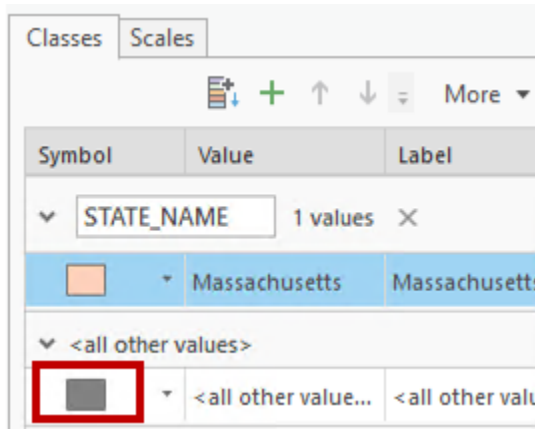 Classes Scales
More
Symbol Value Label
STATE_NAME 1 values
Massachusetts Massachusetts
<all other values>
<all other value... <all other valu